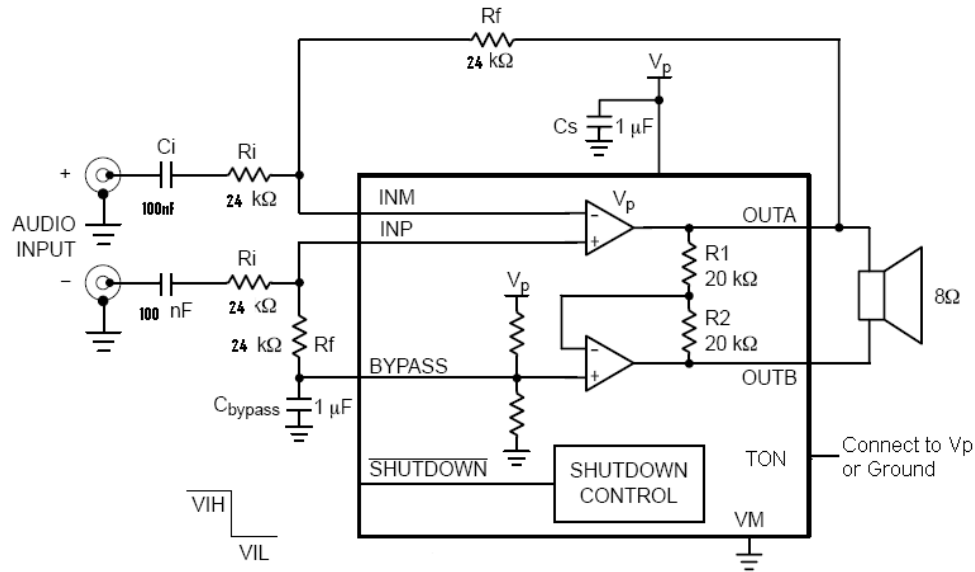 Rf
24 kΩ
Vp
Cs
1 μF
Ci
Ri
+
100nF
24 kΩ
AUDIO
INPUT
INM
Vp
OUTA
INP
−
+
R1
20 kΩ
−
Ri
100 nF
24 kΩ
Vp
8Ω
R2
20 kΩ
24 kΩ
Rf
−
BYPASS
+
OUTB
Cbypass
1 μF
SHUTDOWN
SHUTDOWN
CONTROL
TON
Connect to Vp
or Ground
VIH
VIL
VM